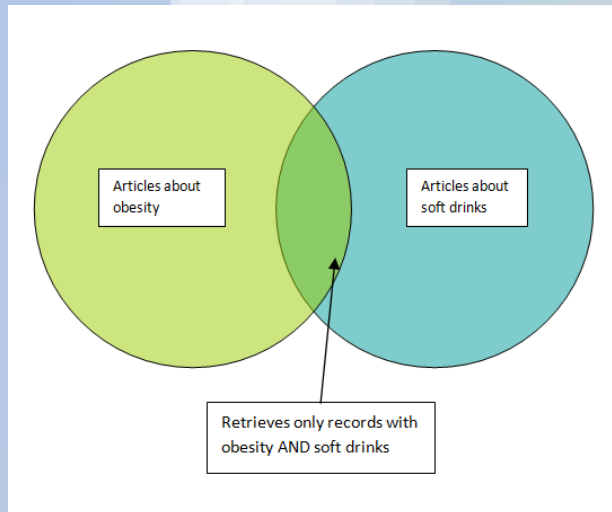 Articles about
obesity
Articles about
soft drinks
Retrieves only records with
obesity AND soft drinks